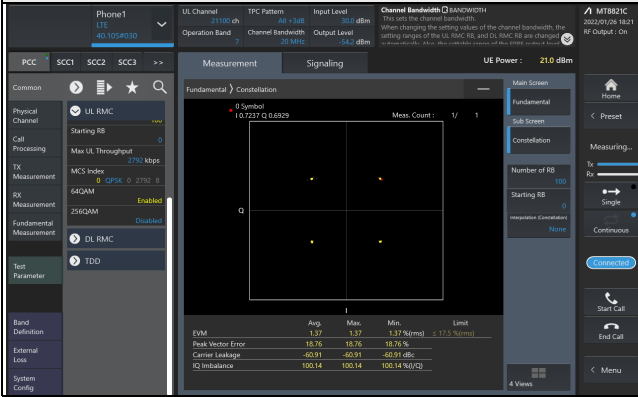 Phone1
LTE
40.105#030
UL Channel
21100 ch
TPC Pattern
All +3dB
Input Level
30.0 dBm
Operation Band
7
Channel Bandwidth
20 MHz
Output Level
-54.2 dBm
Channel Bandwidth BANDWIDTH
This sets the channel bandwidth.
When changing the setting values of the channel bandwidth, the
setting ranges of the UL RMC RB, and DL RMC RB are changed
MT8821C
2022/01/26 18:21
RF Output : On
PCC
SCC1
SCC2
SCC3
>>
Measurement
Signaling
UE Power :
21.0 dBm
Common
Physical
Channel
Call
Processing
TX
Measurement
RX
Measurement
Fundamental
Measurement
Test
Parameter
Band
Definition
External
Loss
System
Config
UL RMC
100
Starting RB
0
Max UL Throughput
2792 kbps
MCS Index
0 QPSK 0 2792 8
64QAM
Enabled
256QAM
Disabled
DL RMC
TDD
Fundamental 〉 Constellation
0 Symbol
I 0.7237 Q 0.6929
Meas. Count :
1/
1
Q
I
Avg.
Max.
Min.
Limit
EVM
1.37
1.37
1.37 %(rms)
≤ 17.5 %(rms)
Peak Vector Error
18.76
18.76
18.76 %
Carrier Leakage
-60.91
-60.91
-60.91 dBc
IQ Imbalance
100.14
100.14
100.14 %(I/Q)
Main Screen
Fundamental
Sub Screen
Constellation
Number of RB
100
Starting RB
0
Interpolation (Constellation)
None
4 Views
Home
< Preset
Measuring...
Tx
Rx
Single
Continuous
Connected
Start Call
End Call
< Menu